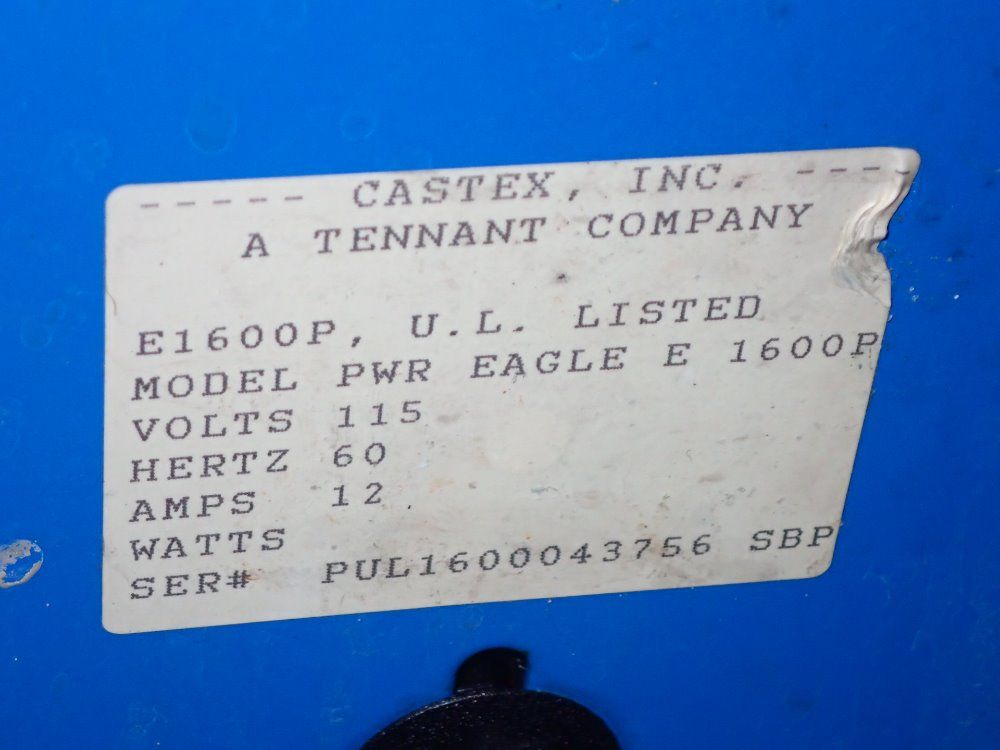 ----- CASTEX, INC. ----
A TENNANT COMPANY
E1600P, U.L. LISTED
MODEL PWR EAGLE E 1600P
VOLTS 115
HERTZ 60
AMPS 12
WATTS
SER# PUL1600043756 SBP